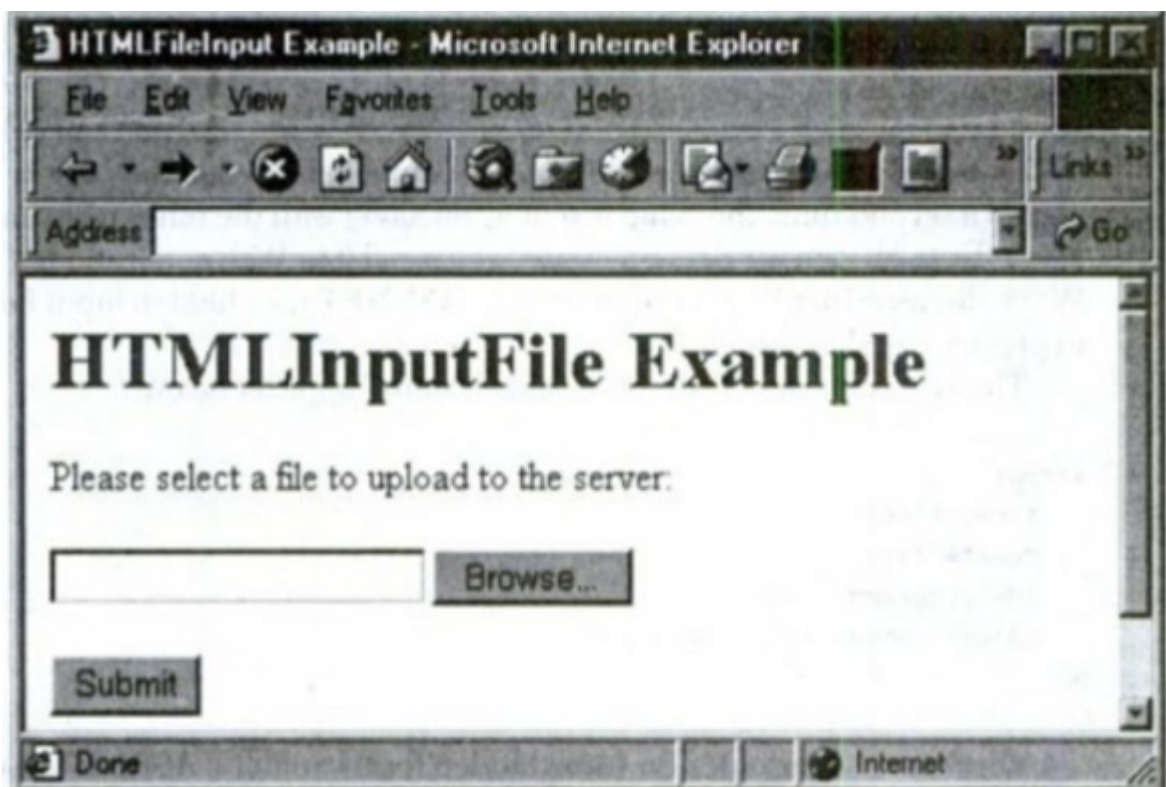 HTMLFileInput Example - Microsoft Internet Explorer
File Edit View Favorites Tools Help
Links »
Address
Go
HTMLInputFile Example
Please select a file to upload to the server:
Browse...
Submit
Done
Internet